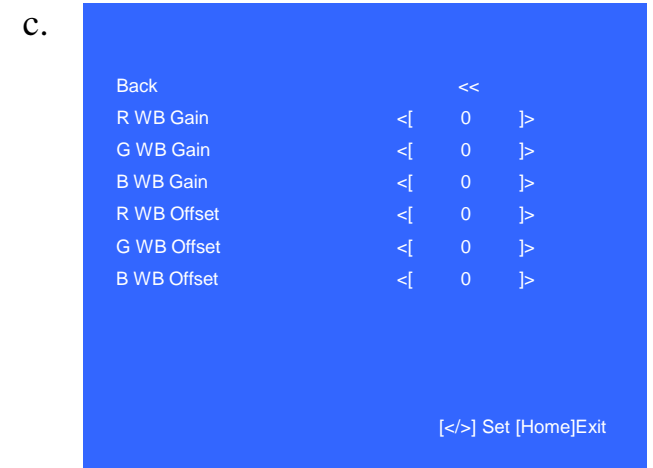 c.
Back <<
R WB Gain <[ 0 ]>
G WB Gain <[ 0 ]>
B WB Gain <[ 0 ]>
R WB Offset <[ 0 ]>
G WB Offset <[ 0 ]>
B WB Offset <[ 0 ]>
[</>] Set [Home]Exit